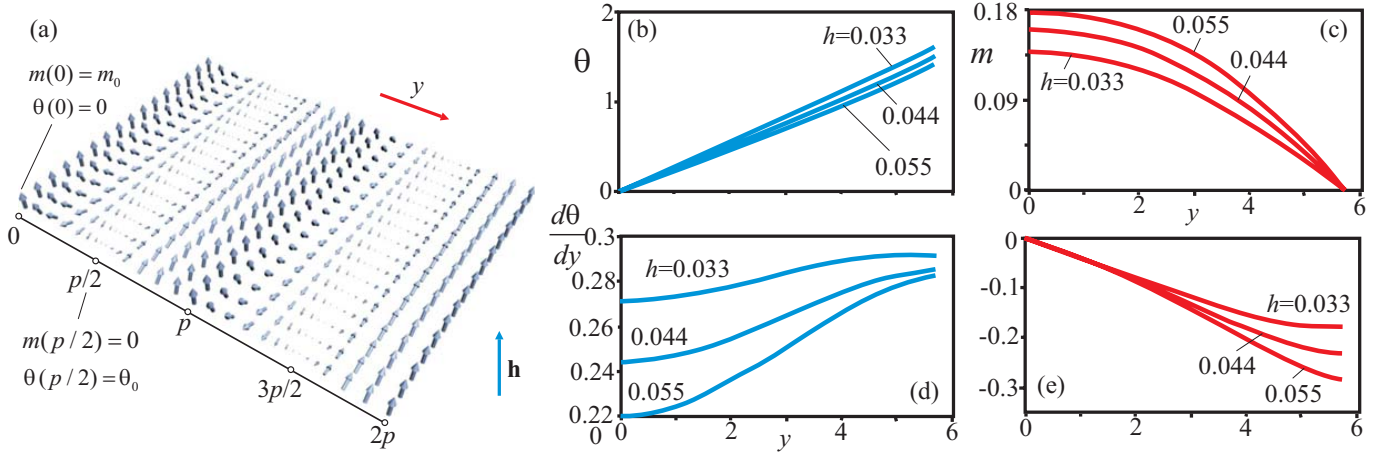 (a)
m(0) = m₀
θ(0) = 0
y
h
0
p/2
p
3p/2
2p
m(p/2) = 0
θ(p/2) = θ₀
(b)
θ
2
1
0
h=0.033
0.044
0.055
(c)
m
0.18
0.09
0
0.055
0.044
h=0.033
0 2 y 4 6
(d)
dθ
dy
0.3
0.28
0.26
0.24
0.22
h=0.033
0.044
0.055
0 2 y 4 6
0
(e)
0
-0.1
-0.2
-0.3
h=0.033
0.044
0.055
0 2 4 6